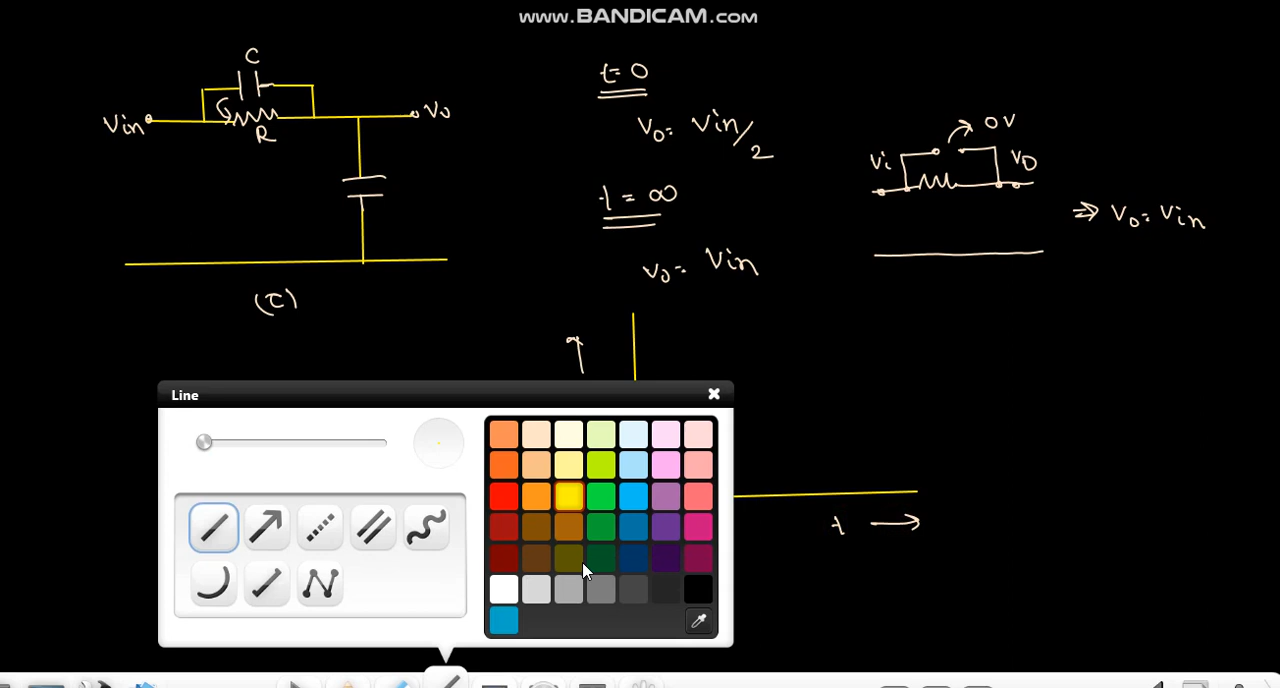 www.BANDICAM.com
C
Vin
R
Vo
(τ)
t=0
Vo= Vin/2
t = ∞
Vo= Vin
Vi
0V
VO
⇒ Vo= Vin
Line
t →